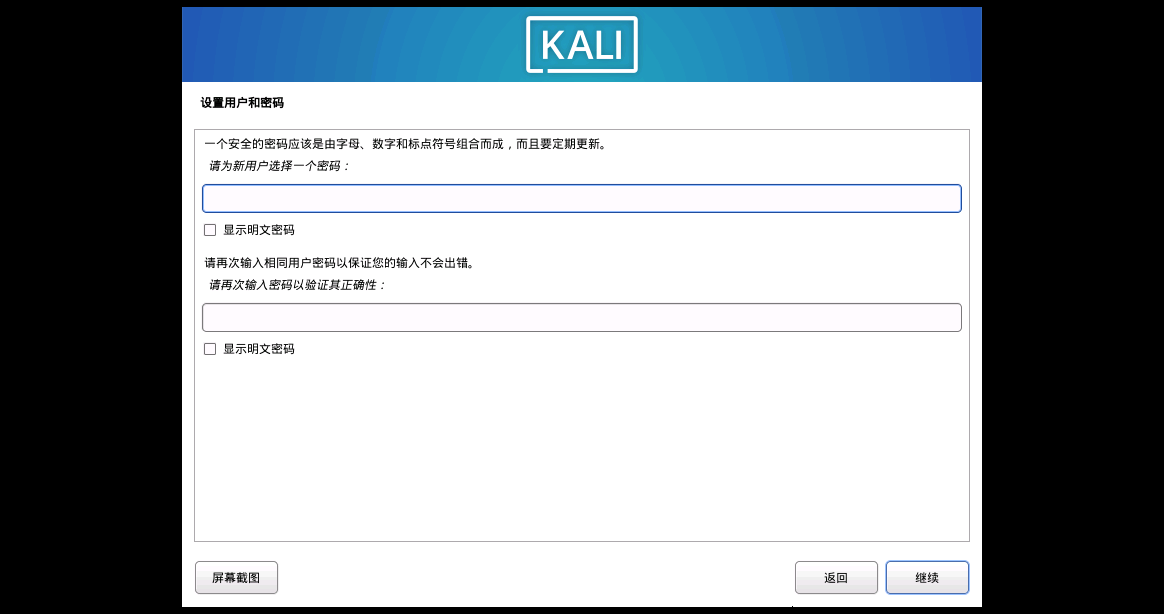 KALI
设置用户和密码
一个安全的密码应该是由字母、数字和标点符号组合而成，而且要定期更新。
请为新用户选择一个密码：
显示明文密码
请再次输入相同用户密码以保证您的输入不会出错。
请再次输入密码以验证其正确性：
显示明文密码
屏幕截图
返回
继续